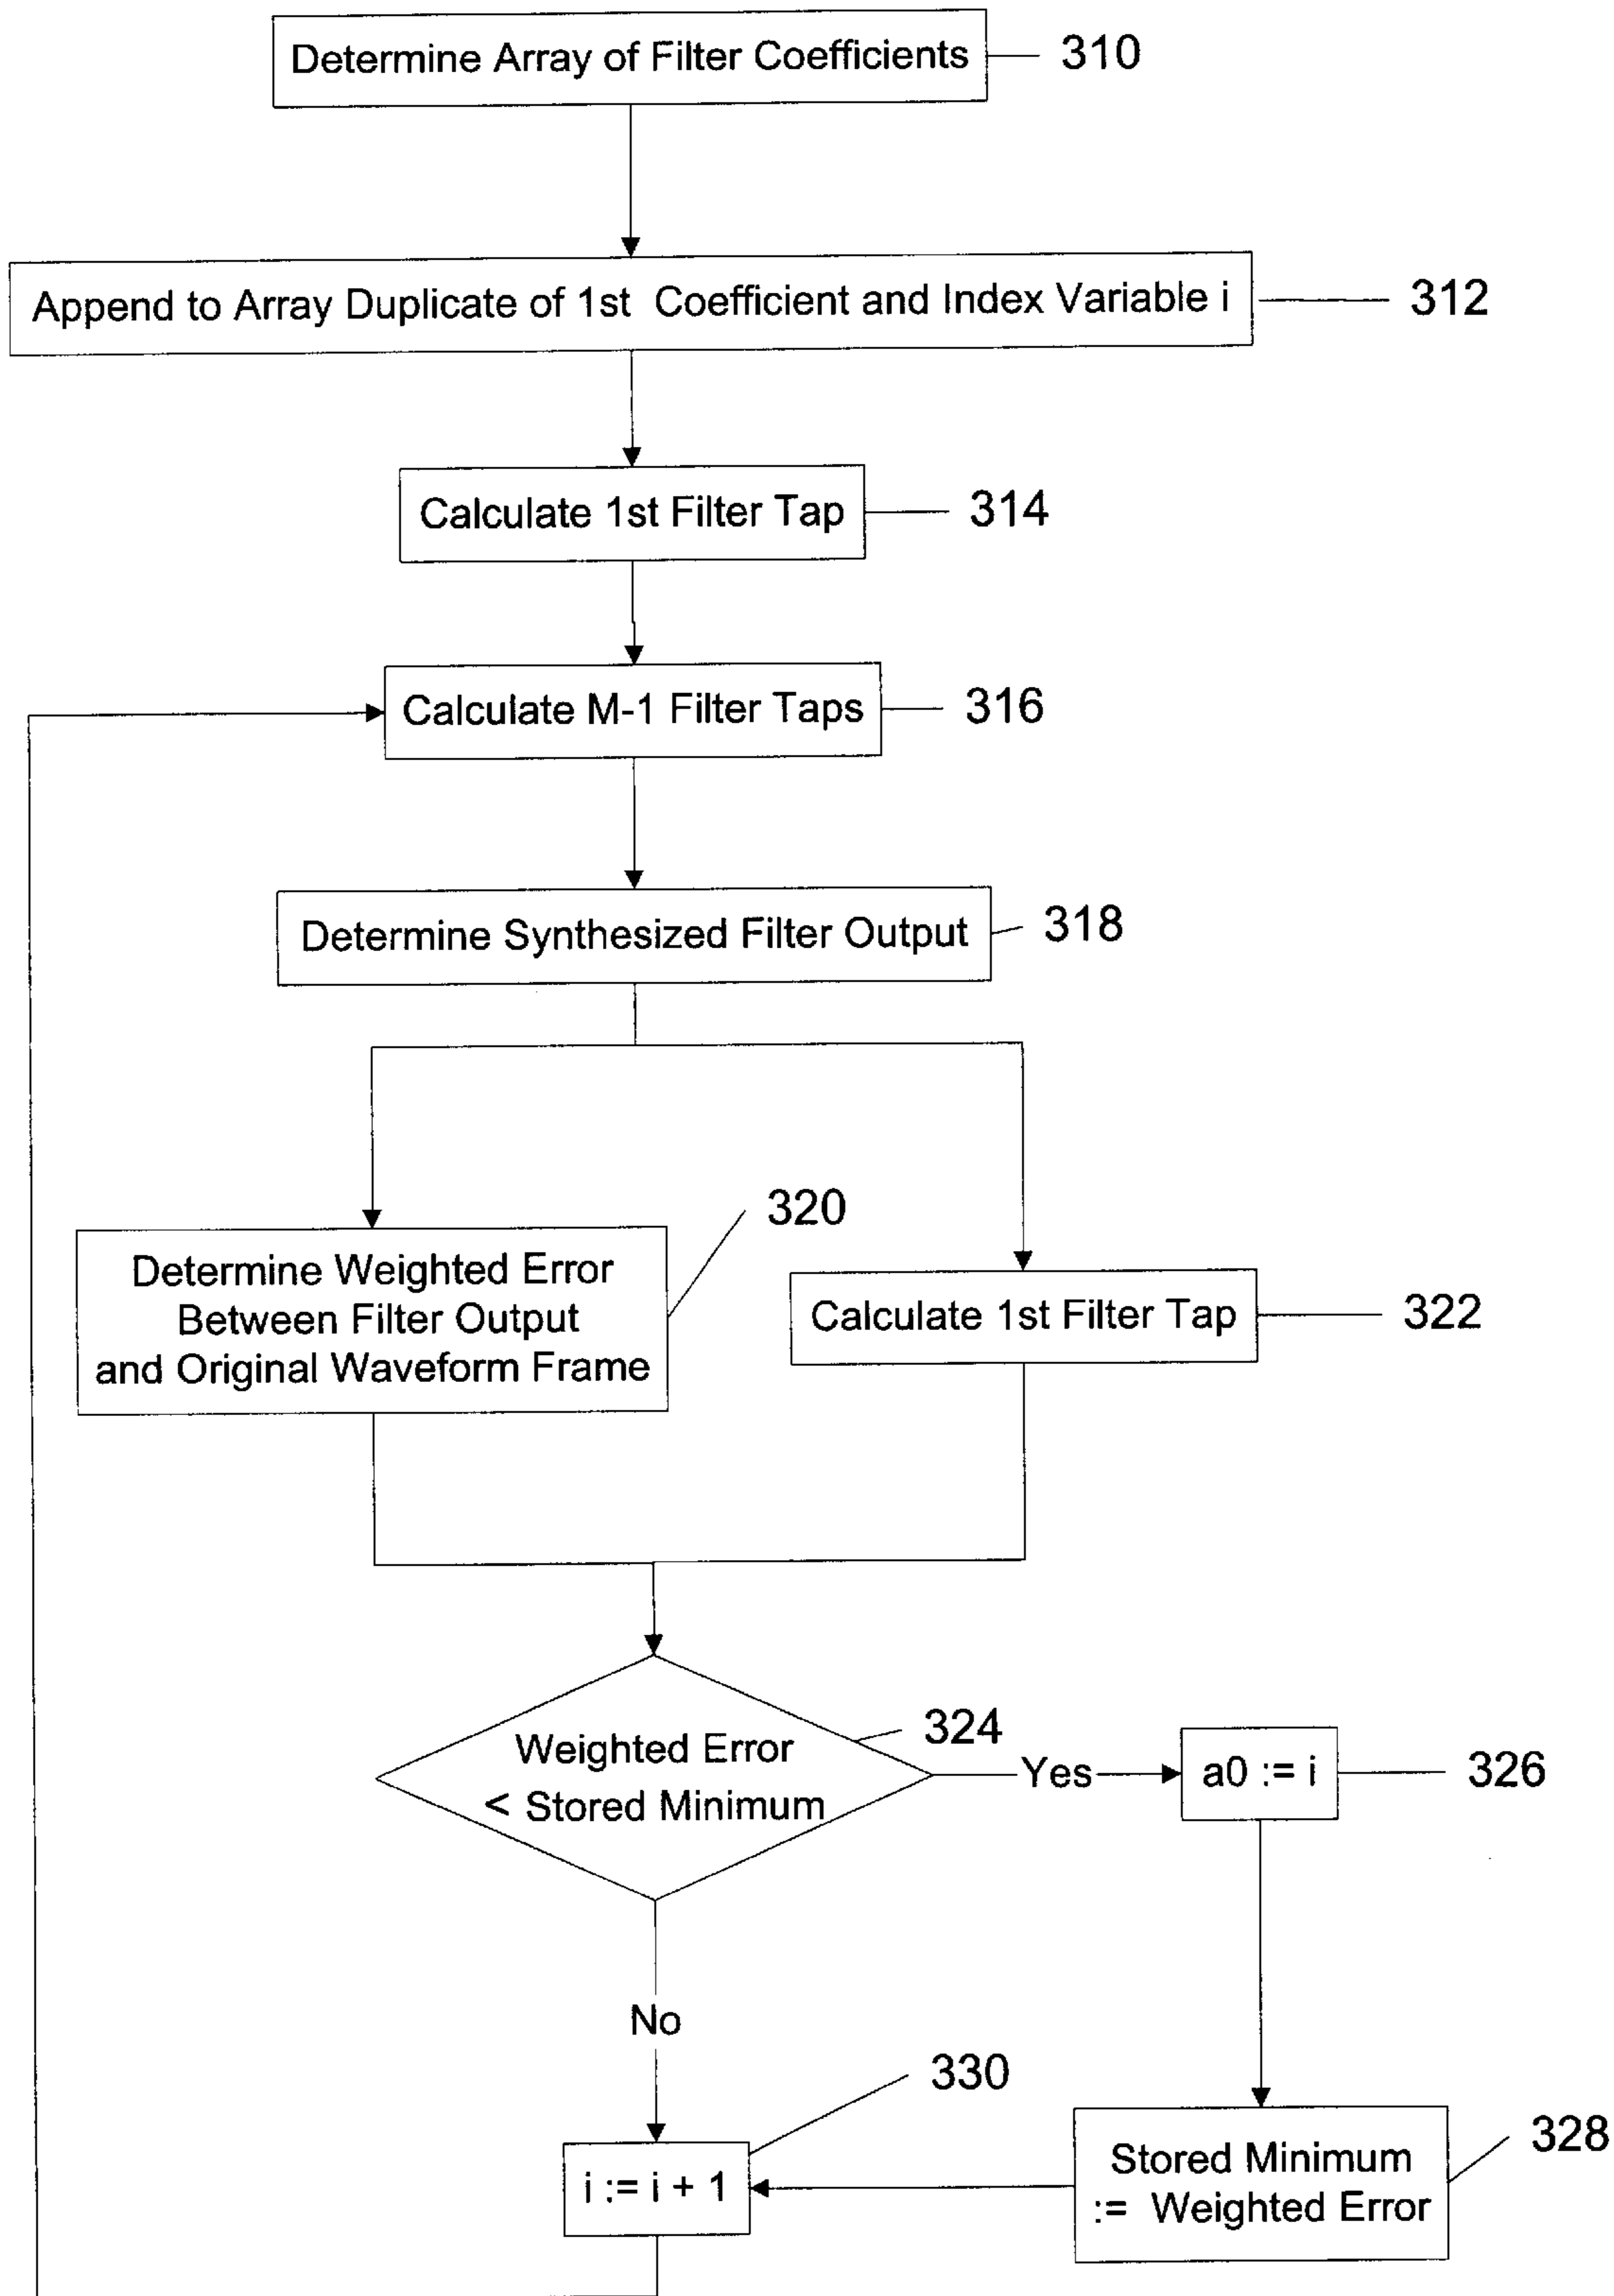 Determine Array of Filter Coefficients
310
Append to Array Duplicate of 1st Coefficient and Index Variable i
312
Calculate 1st Filter Tap
314
Calculate M-1 Filter Taps
316
Determine Synthesized Filter Output
318
320
Determine Weighted Error
Between Filter Output
and Original Waveform Frame
Calculate 1st Filter Tap
322
Weighted Error
< Stored Minimum
324
Yes
a0 := i
326
No
330
i := i + 1
Stored Minimum
:= Weighted Error
328